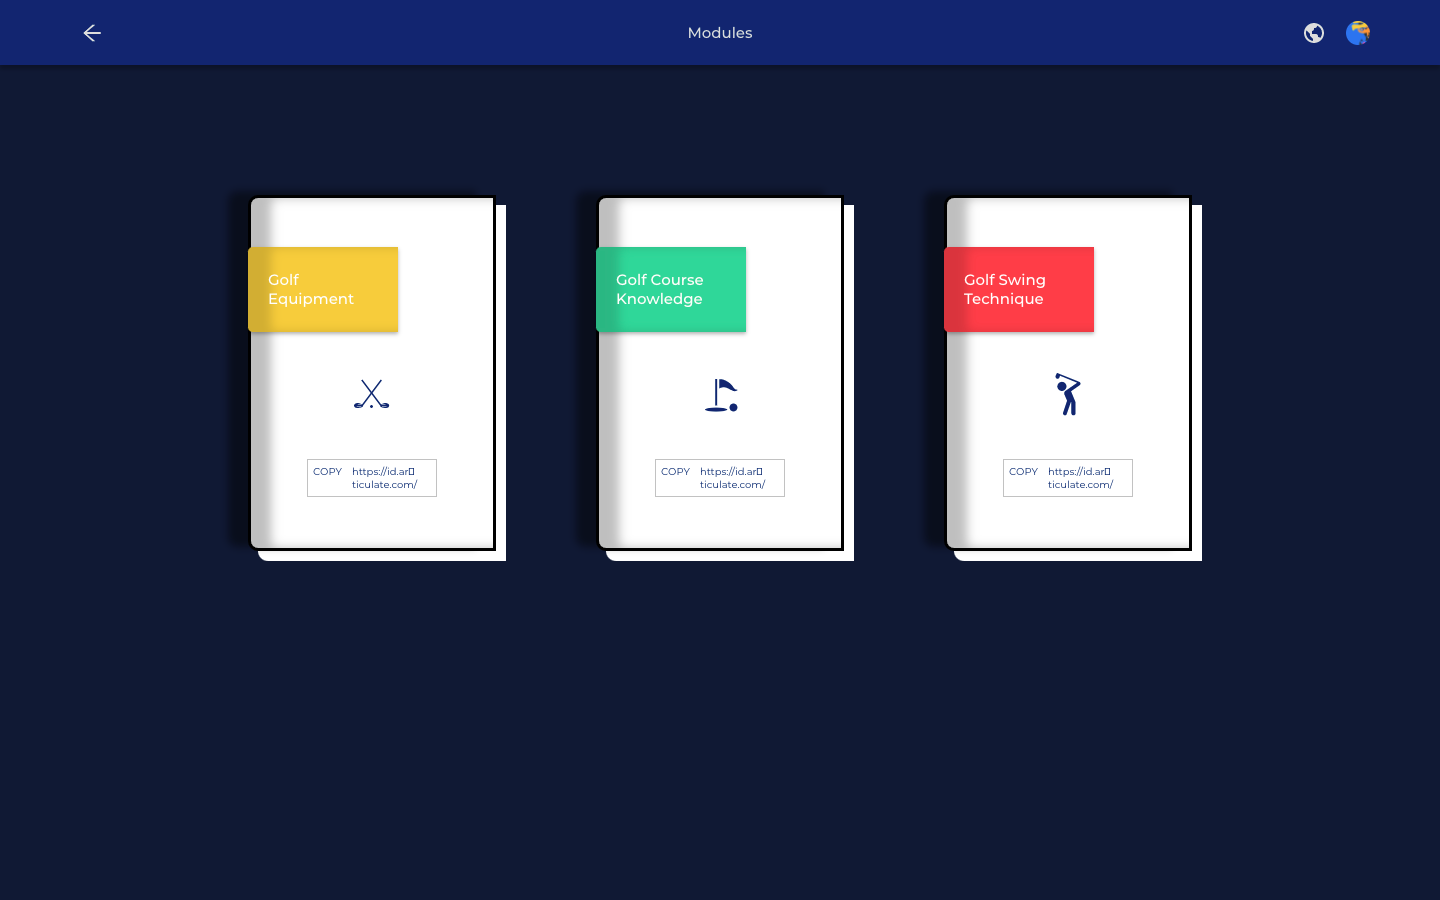 Modules
Golf
Equipment
COPY https://id.ar▯
ticulate.com/
Golf Course
Knowledge
COPY https://id.ar▯
ticulate.com/
Golf Swing
Technique
COPY https://id.ar▯
ticulate.com/